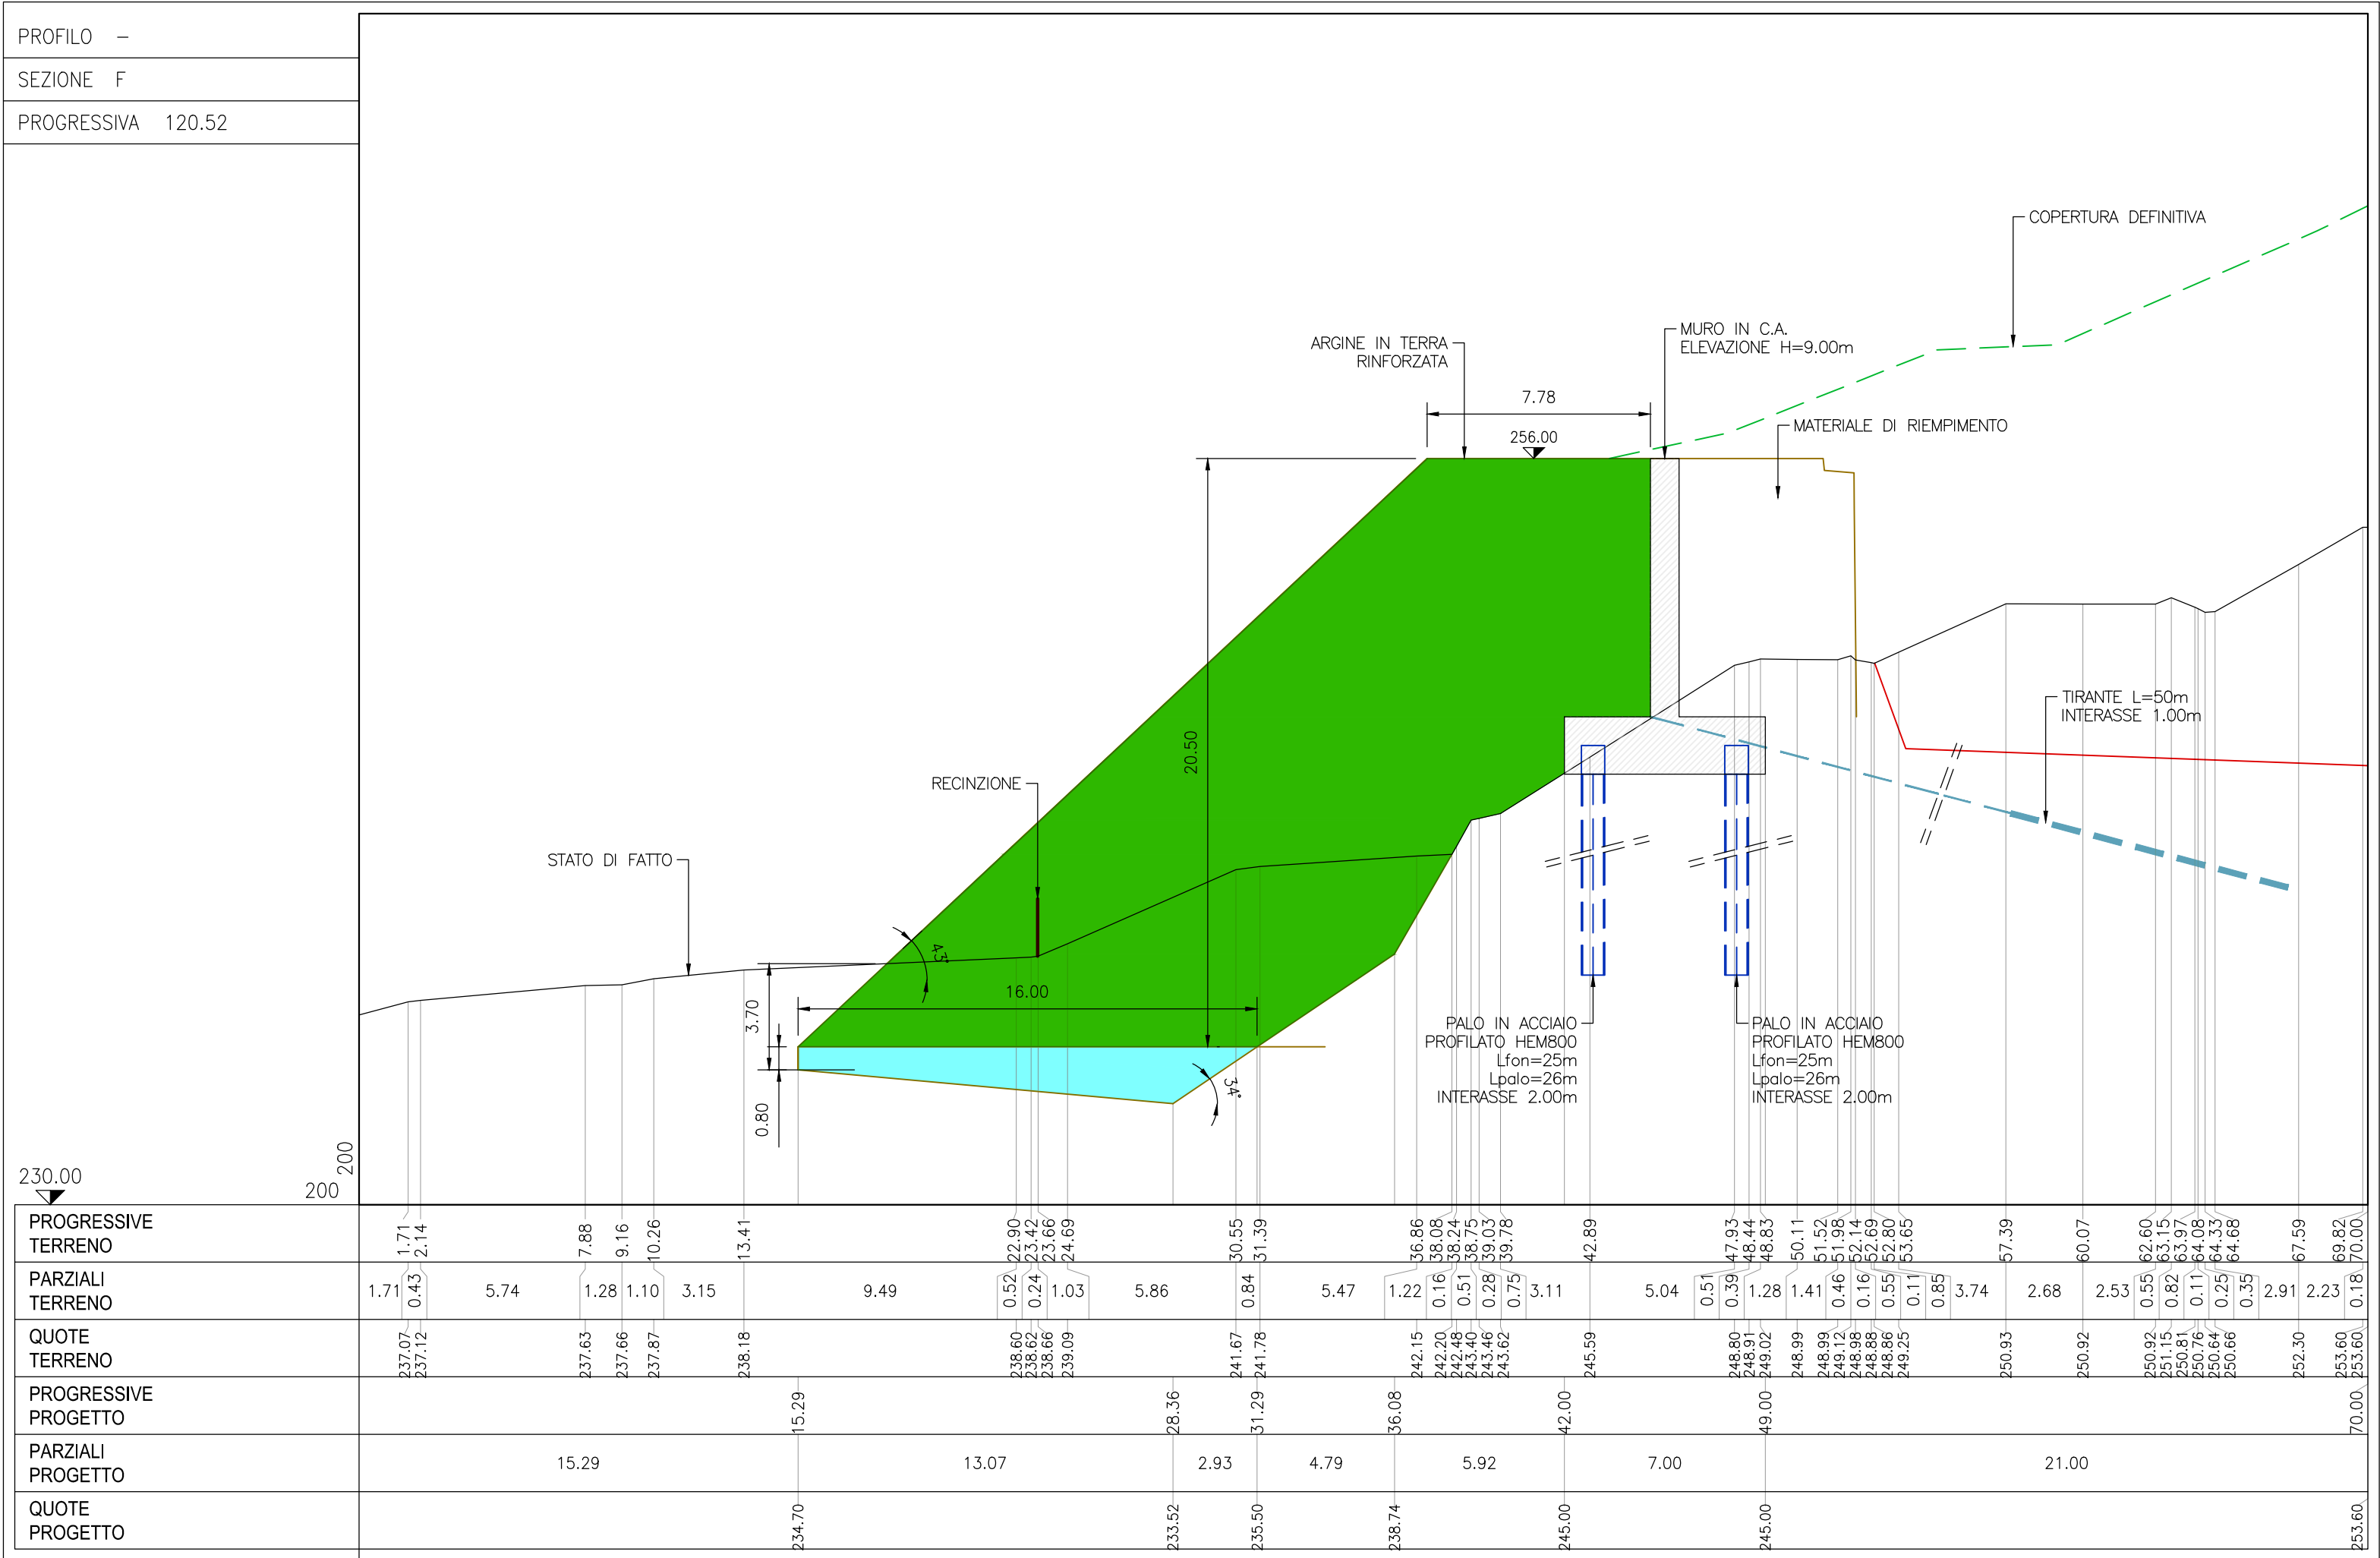 PROFILO -
SEZIONE F
PROGRESSIVA 120.52
COPERTURA DEFINITIVA
ARGINE IN TERRA
RINFORZATA
MURO IN C.A.
ELEVAZIONE H=9.00m
7.78
256.00
MATERIALE DI RIEMPIMENTO
TIRANTE L=50m
INTERASSE 1.00m
20.50
RECINZIONE
STATO DI FATTO
43°
16.00
3.70
0.80
34°
PALO IN ACCIAIO
PROFILATO HEM800
Lfon=25m
Lpalo=26m
INTERASSE 2.00m
PALO IN ACCIAIO
PROFILATO HEM800
Lfon=25m
Lpalo=26m
INTERASSE 2.00m
230.00
200
200
PROGRESSIVE
TERRENO
1.71 2.14 7.88 9.16 10.26 13.41 22.90 23.42 23.66 24.69 30.55 31.39 36.86 38.08 38.24 38.75 39.03 39.78 42.89 47.93 48.44 48.83 50.11 51.52 51.98 52.14 52.69 52.80 53.65 57.39 60.07 62.60 63.15 63.97 64.08 64.33 64.68 67.59 69.82 70.00
PARZIALI
TERRENO
1.71 0.43 5.74 1.28 1.10 3.15 9.49 0.52 0.24 1.03 5.86 0.84 5.47 1.22 0.16 0.51 0.28 0.75 3.11 5.04 0.51 0.39 1.28 1.41 0.46 0.16 0.55 0.11 0.85 3.74 2.68 2.53 0.55 0.82 0.11 0.25 0.35 2.91 2.23 0.18
QUOTE
TERRENO
237.07 237.12 237.63 237.66 237.87 238.18 238.60 238.62 238.66 239.09 241.67 241.78 242.15 242.20 242.48 243.40 243.46 243.62 245.59 248.80 248.91 249.02 248.99 248.99 249.12 248.98 248.88 248.86 249.25 250.93 250.92 250.92 251.15 250.81 250.76 250.64 250.66 252.30 253.60 253.60
PROGRESSIVE
PROGETTO
15.29 28.36 31.29 36.08 42.00 49.00 70.00
PARZIALI
PROGETTO
15.29 13.07 2.93 4.79 5.92 7.00 21.00
QUOTE
PROGETTO
234.70 233.52 235.50 238.74 245.00 245.00 253.60